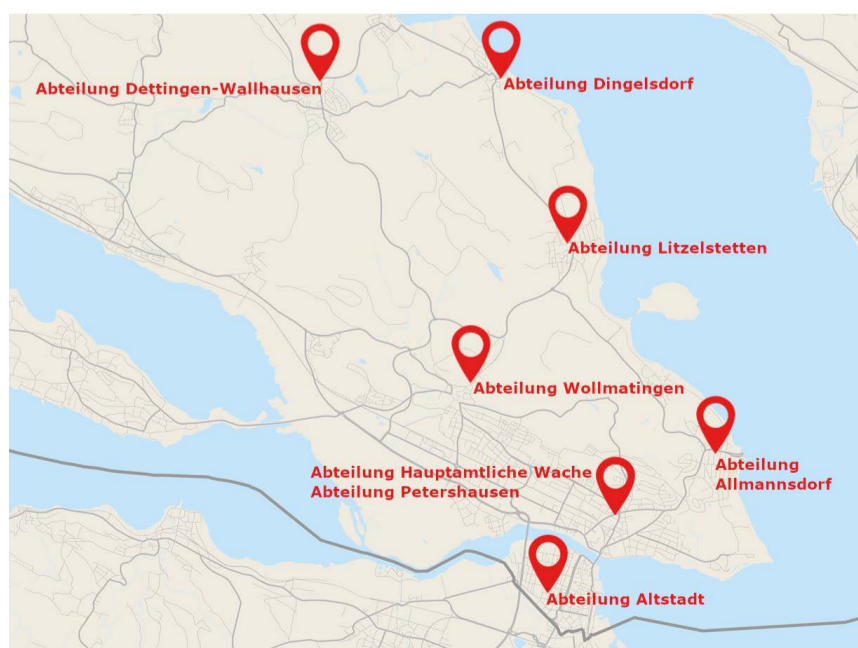 Abteilung Dettingen-Wallhausen
Abteilung Dingelsdorf
Abteilung Litzelstetten
Abteilung Wollmatingen
Abteilung Hauptamtliche Wache
Abteilung Petershausen
Abteilung
Allmannsdorf
Abteilung Altstadt